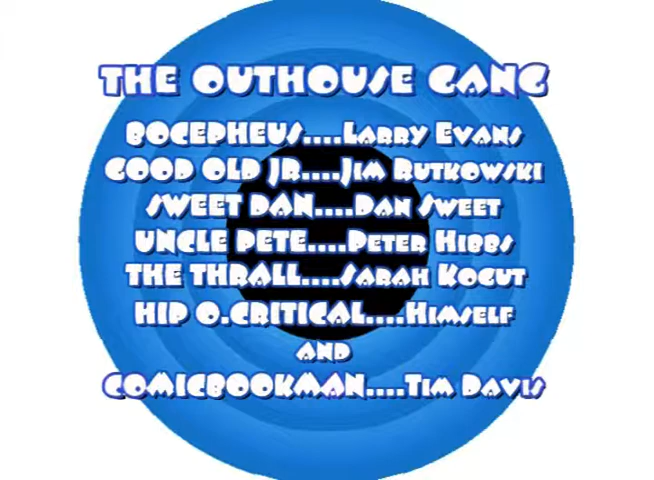 THE OUTHOUSE GANG
BOCEPHEUS....Larry Evans
GOOD OLD JR....Jim Rutkowski
SWEET DAN....Dan Sweet
UNCLE PETE....Peter Hibbs
THE THRALL....Sarah Kogut
HIP O.CRITICAL....Himself
AND
COMICBOOKMAN....Tim Davis